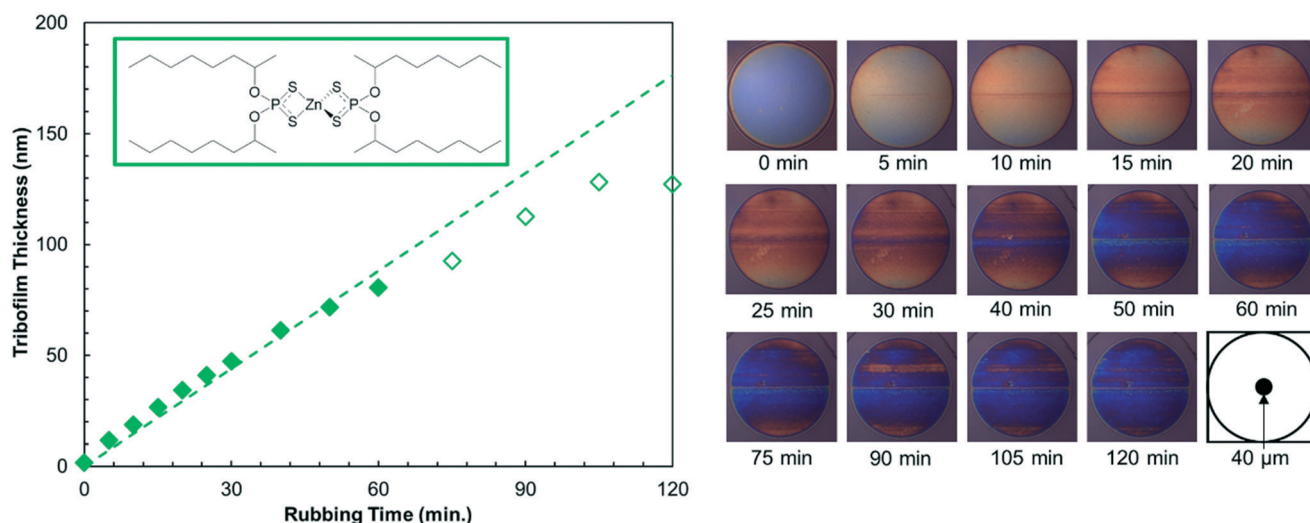 200
150
100
50
0
Tribofilm Thickness (nm)
0 30 60 90 120
Rubbing Time (min.)
O P S Zn S P O
O S S O
0 min 5 min 10 min 15 min 20 min
25 min 30 min 40 min 50 min 60 min
75 min 90 min 105 min 120 min 40 µm